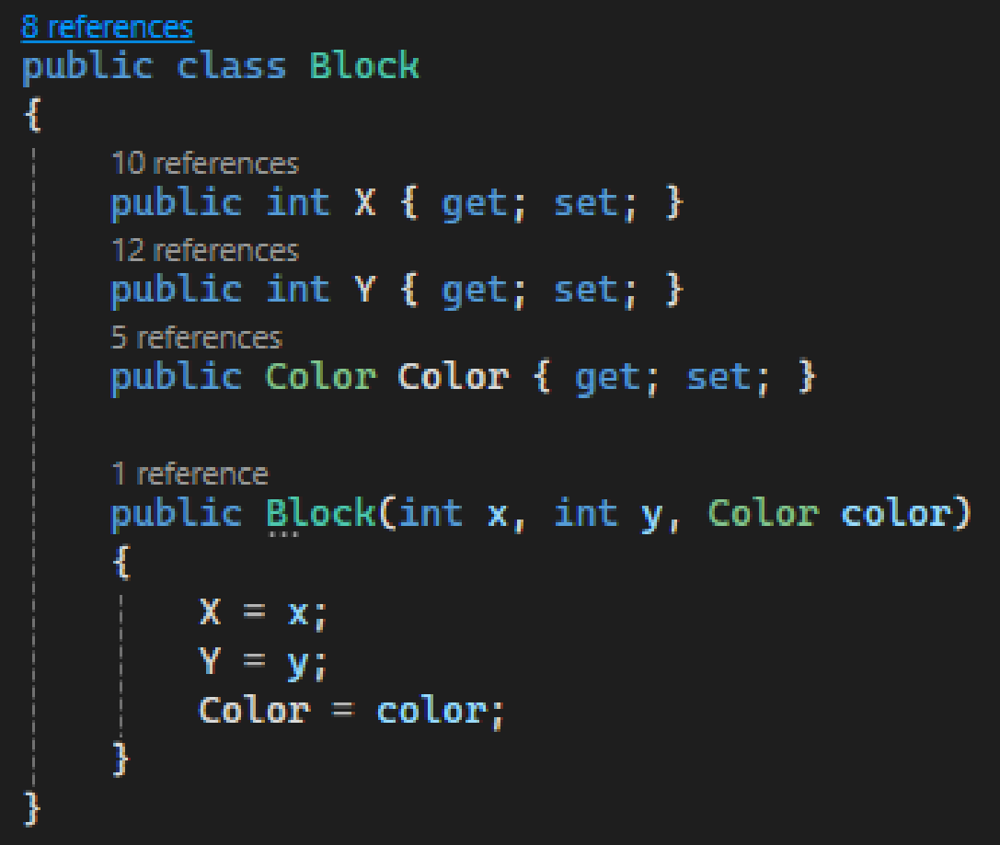 8 references
public class Block
{
10 references
public int X { get; set; }
12 references
public int Y { get; set; }
5 references
public Color Color { get; set; }
1 reference
public Block(int x, int y, Color color)
{
X = x;
Y = y;
Color = color;
}
}